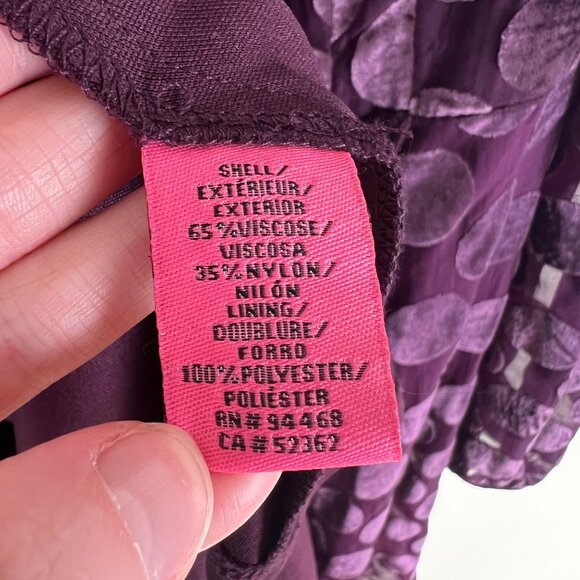 SHELL/
EXTÉRIEUR/
EXTERIOR
65%VISCOSE/
VISCOSA
35%NYLON/
NILÓN
LINING/
DOUBLURE/
FORRO
100%POLYESTER/
POLIÉSTER
RN# 94468
CA# 52362